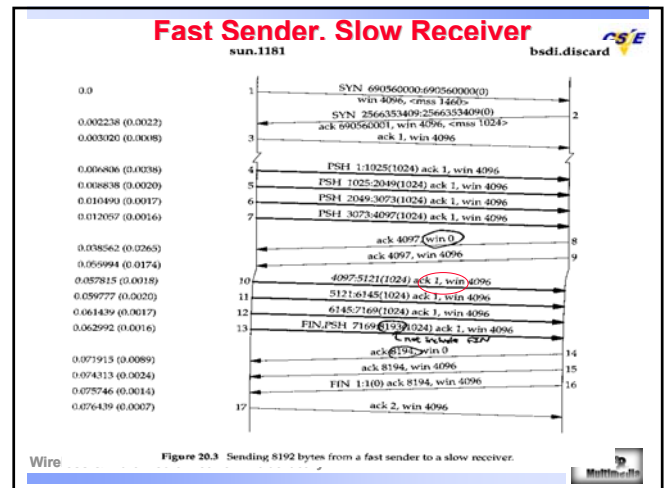 Fast Sender, Slow Receiver
CSIE
sun.1181 bsdi.discard
0.0 1 SYN 690560000:690560000(0)
win 4096, <mss 1460>
SYN 2566353409:2566353409(0) 2
0.002238 (0.0022) ack 690560001, win 4096, <mss 1024>
0.003020 (0.0008) 3 ack 1, win 4096
0.006806 (0.0038) 4 PSH 1:1025(1024) ack 1, win 4096
0.008838 (0.0020) 5 PSH 1025:2049(1024) ack 1, win 4096
0.010490 (0.0017) 6 PSH 2049:3073(1024) ack 1, win 4096
0.012057 (0.0016) 7 PSH 3073:4097(1024) ack 1, win 4096
0.038562 (0.0265) ack 4097, win 0 8
0.055994 (0.0174) ack 4097, win 4096 9
0.057815 (0.0018) 10 4097:5121(1024) ack 1, win 4096
0.059777 (0.0020) 11 5121:6145(1024) ack 1, win 4096
0.061439 (0.0017) 12 6145:7169(1024) ack 1, win 4096
0.062992 (0.0016) 13 FIN,PSH 7169:8193(1024) ack 1, win 4096
not include FIN
0.071915 (0.0089) ack 8194, win 0 14
0.074313 (0.0024) ack 8194, win 4096 15
0.075746 (0.0014) FIN 1:1(0) ack 8194, win 4096 16
0.076439 (0.0007) 17 ack 2, win 4096
Figure 20.3 Sending 8192 bytes from a fast sender to a slow receiver.
Wire
Multimedia